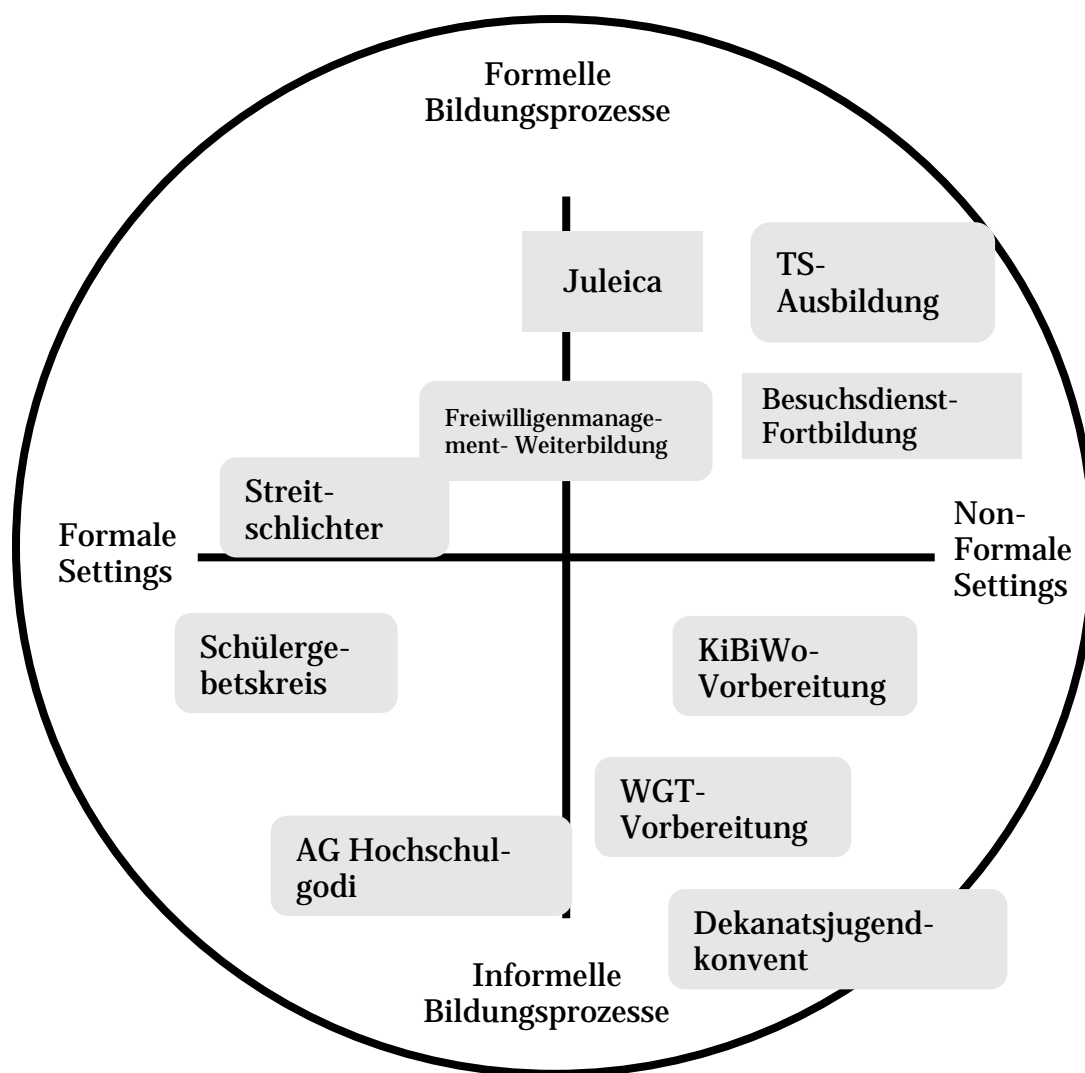 Formelle
Bildungsprozesse
Juleica
TS-
Ausbildung
Freiwilligenmanage-
ment- Weiterbildung
Besuchsdienst-
Fortbildung
Streit-
schlichter
Formale
Settings
Non-
Formale
Settings
Schülerge-
betskreis
KiBiWo-
Vorbereitung
WGT-
Vorbereitung
AG Hochschul-
godi
Dekanatsjugend-
konvent
Informelle
Bildungsprozesse